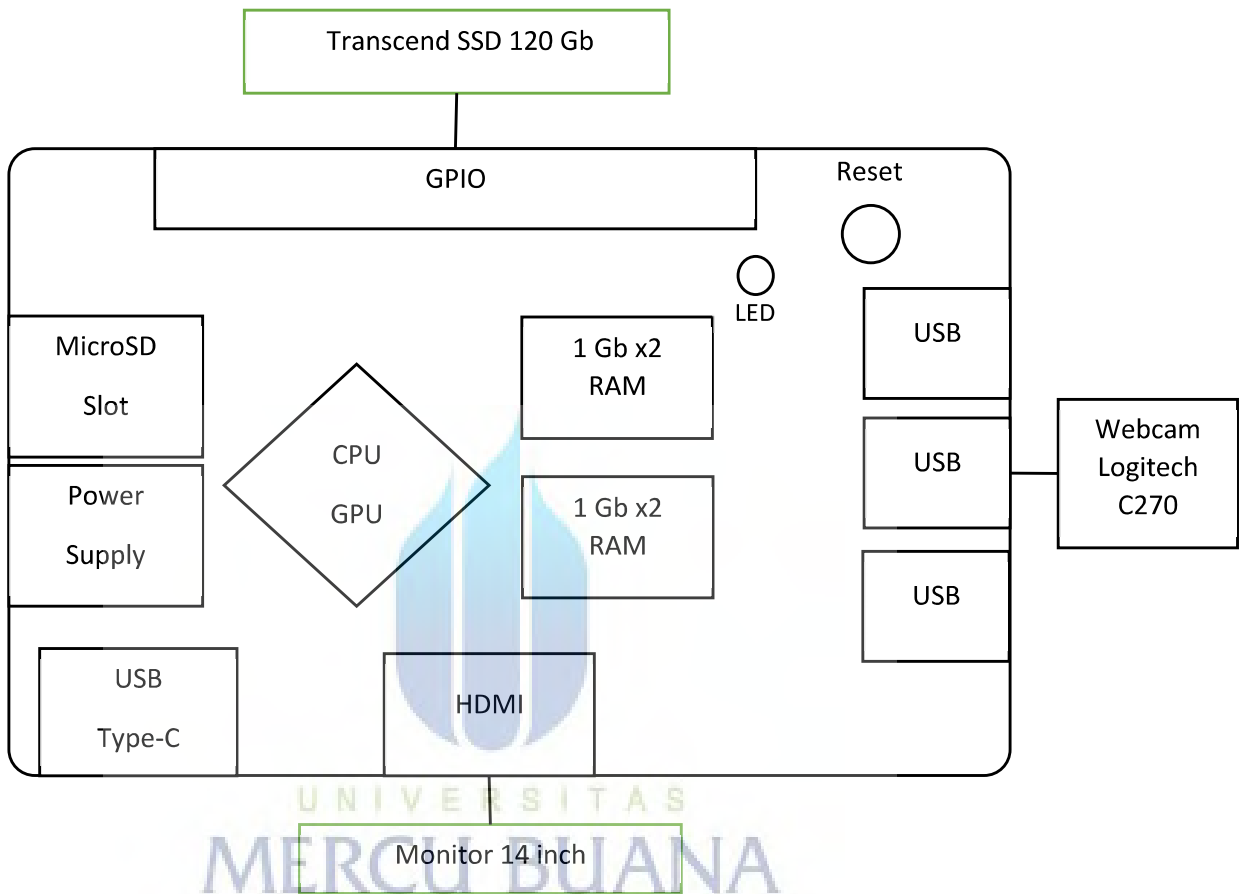 Transcend SSD 120 Gb
GPIO
Reset
LED
MicroSD
Slot
1 Gb x2
RAM
USB
CPU
GPU
USB
Webcam
Logitech
C270
Power
Supply
1 Gb x2
RAM
USB
USB
Type-C
HDMI
UNIVERSITAS
MERCU BUANA
Monitor 14 inch